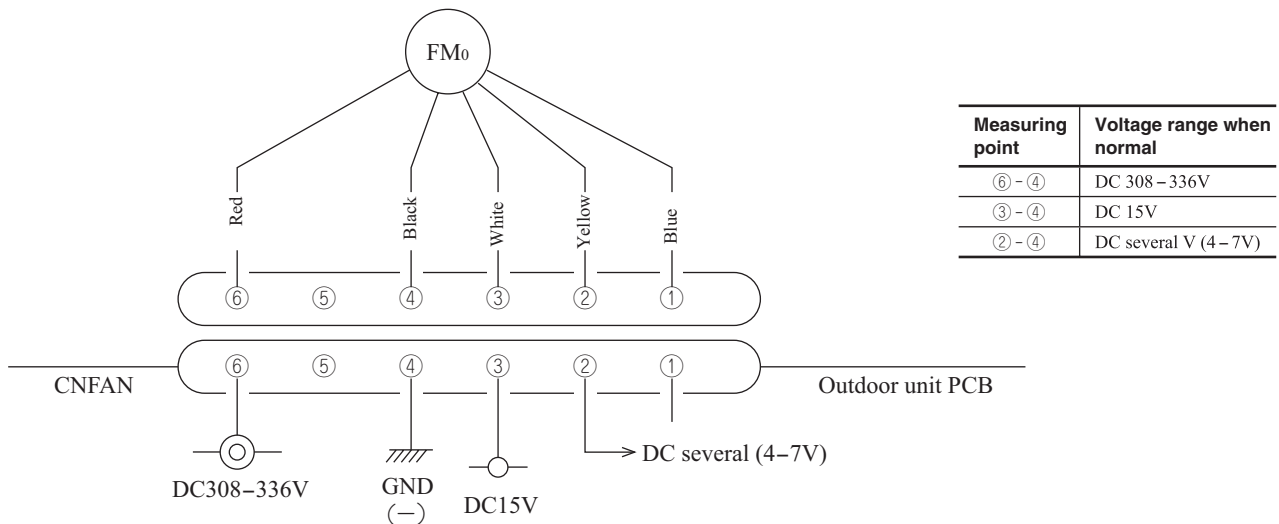 FM0
Red
Black
White
Yellow
Blue
⑥ ⑤ ④ ③ ② ①
⑥ ⑤ ④ ③ ② ①
CNFAN
Outdoor unit PCB
DC308–336V
GND
(—)
DC15V
DC several (4–7V)
Measuring point Voltage range when normal
⑥ - ④ DC 308 – 336V
③ - ④ DC 15V
② - ④ DC several V (4 – 7V)